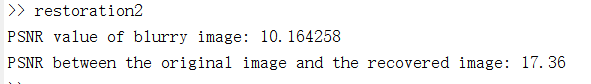 >> restoration2
PSNR value of blurry image: 10.164258
PSNR between the original image and the recovered image: 17.36